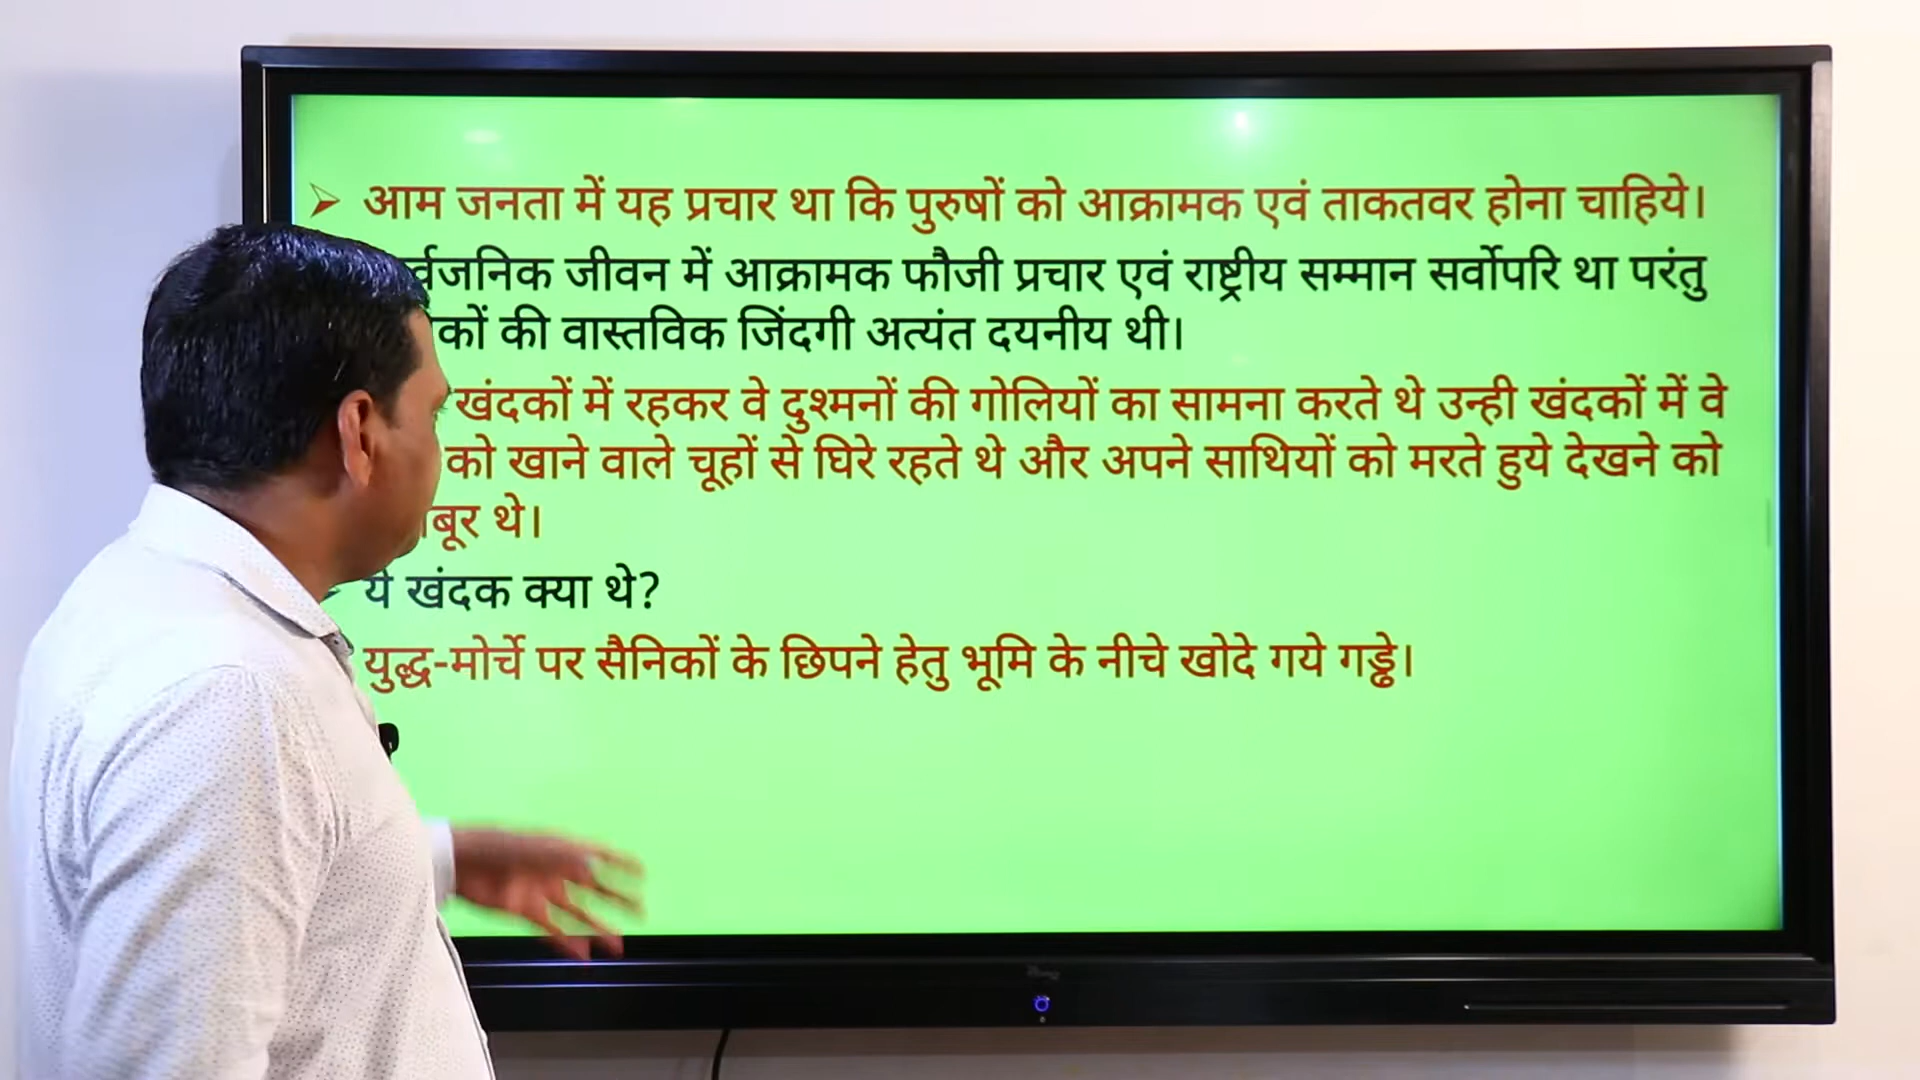 आम जनता में यह प्रचार था कि पुरुषों को आक्रामक एवं ताकतवर होना चाहिये।
जीवन में आक्रामक फौजी प्रचार एवं राष्ट्रीय सम्मान सर्वोपरि था परंतु
की वास्तविक जिंदगी अत्यंत दयनीय थी।
खंदकों में रहकर वे दुश्मनों की गोलियों का सामना करते थे उन्ही खंदकों में वे
को खाने वाले चूहों से घिरे रहते थे और अपने साथियों को मरते हुये देखने को
थे।
ये खंदक क्या थे?
युद्ध-मोर्चे पर सैनिकों के छिपने हेतु भूमि के नीचे खोदे गये गड्ढे।